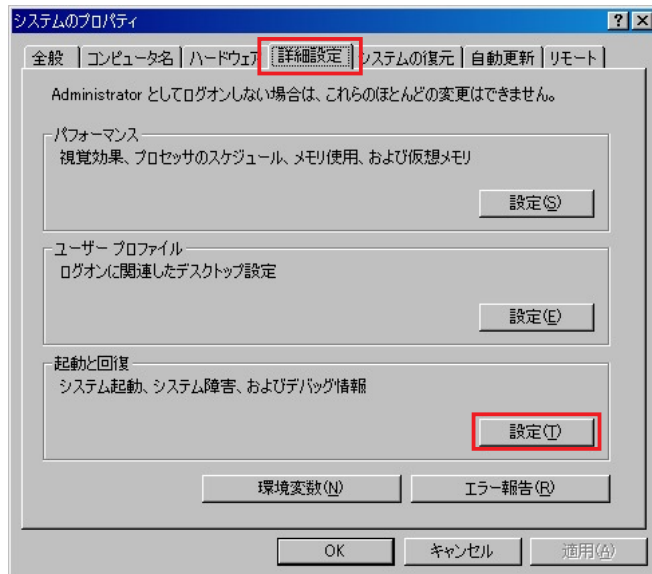 システムのプロパティ
全般 コンピュータ名 ハードウェア 詳細設定 システムの復元 自動更新 リモート
Administrator としてログオンしない場合は、これらのほとんどの変更はできません。
パフォーマンス
視覚効果、プロセッサのスケジュール、メモリ使用、および仮想メモリ
設定(S)
ユーザー プロファイル
ログオンに関連したデスクトップ設定
設定(E)
起動と回復
システム起動、システム障害、およびデバッグ情報
設定(T)
環境変数(N) エラー報告(R)
OK キャンセル 適用(A)